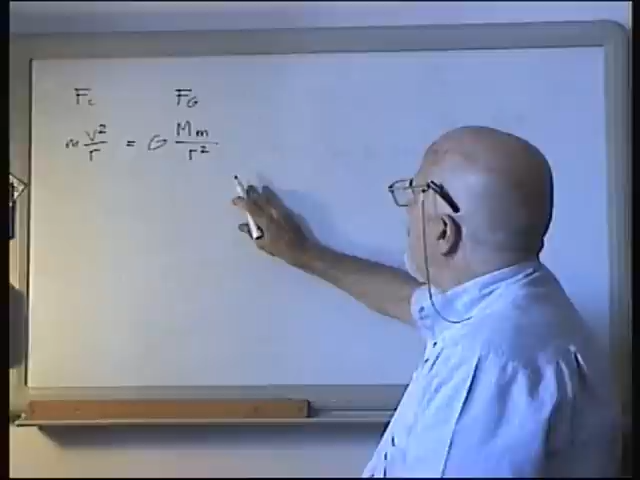 F_c F_G
m v²/r = G Mm/r²